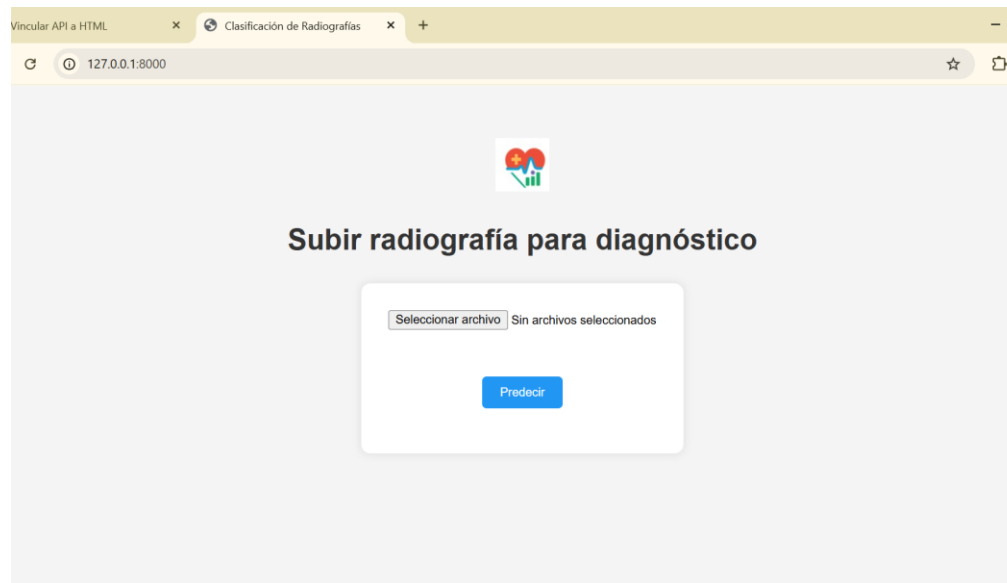 Vincular API a HTML
Clasificación de Radiografías
127.0.0.1:8000
Subir radiografía para diagnóstico
Seleccionar archivo Sin archivos seleccionados
Predecir